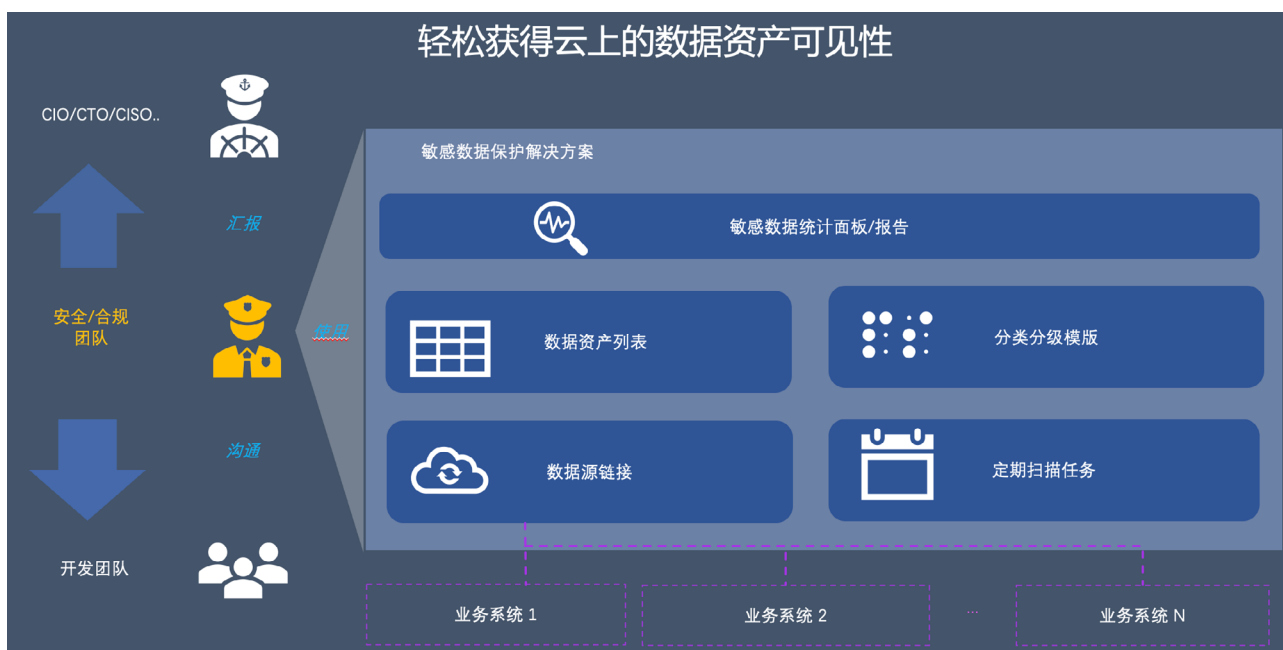 轻松获得云上的数据资产可见性
CIO/CTO/CISO..
敏感数据保护解决方案
汇报
敏感数据统计面板/报告
安全/合规
团队
使用
数据资产列表
分类分级模版
沟通
数据源链接
定期扫描任务
开发团队
业务系统 1
业务系统 2
...
业务系统 N